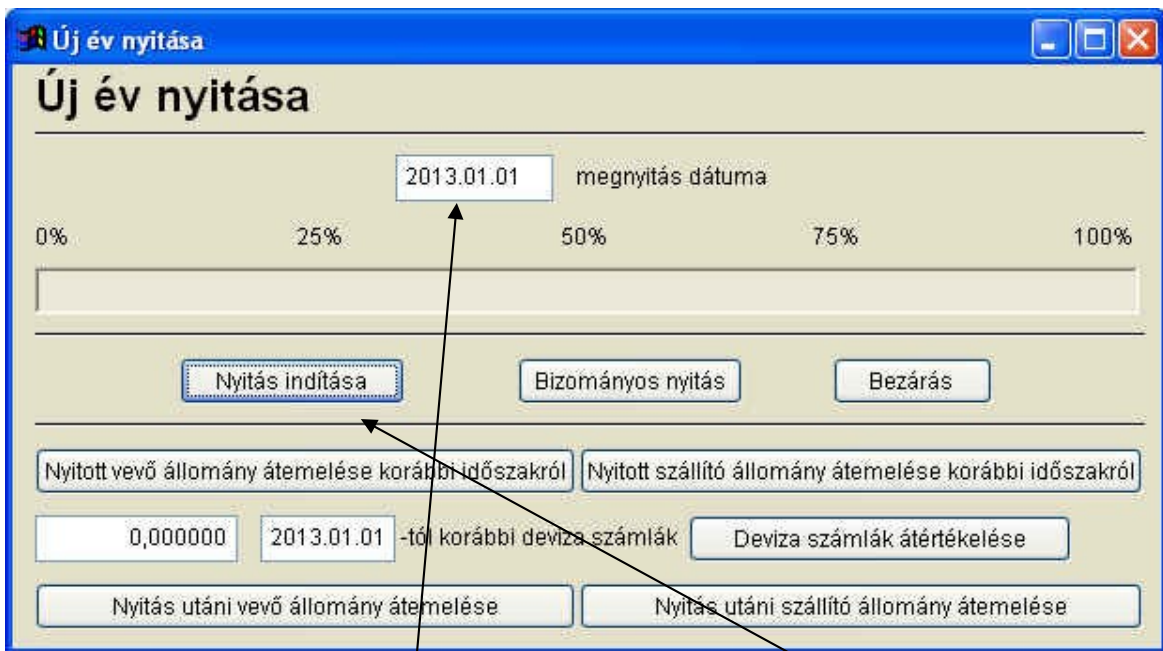 Új év nyitása
Új év nyitása
2013.01.01 megnyitás dátuma
0% 25% 50% 75% 100%
Nyitás indítása Bizományos nyitás Bezárás
Nyitott vevő állomány átemelése korábbi időszakról Nyitott szállító állomány átemelése korábbi időszakról
0,000000 2013.01.01 -tól korábbi deviza számlák Deviza számlák átértékelése
Nyitás utáni vevő állomány átemelése Nyitás utáni szállító állomány átemelése